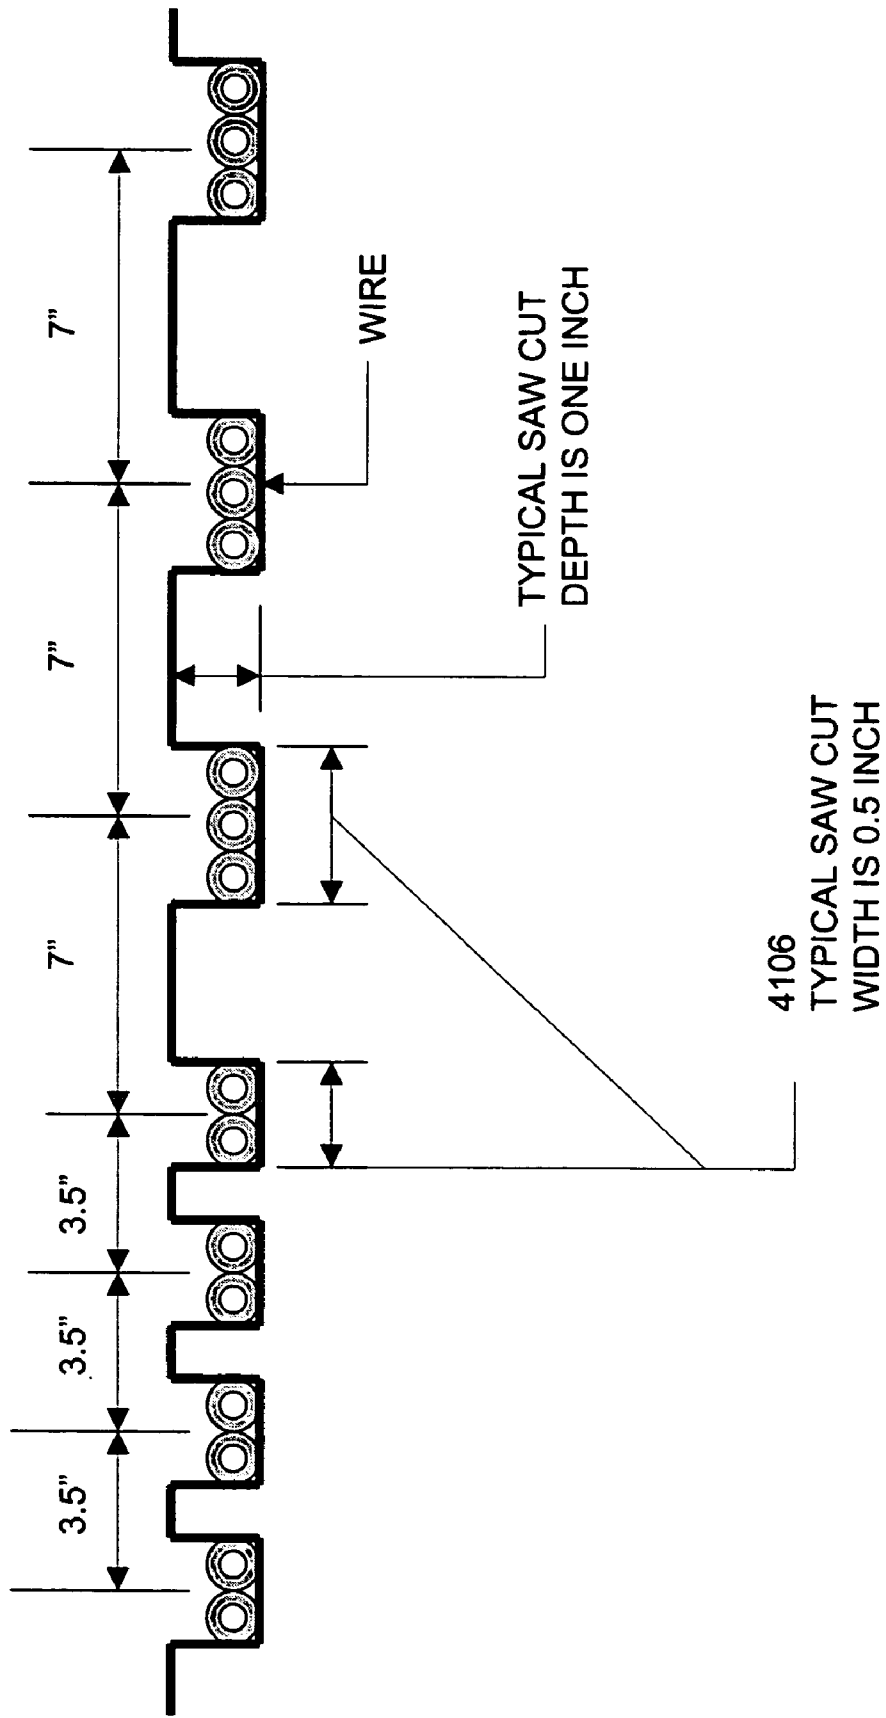 3.5”
3.5”
3.5”
7”
7”
7”
WIRE
TYPICAL SAW CUT
DEPTH IS ONE INCH
4106
TYPICAL SAW CUT
WIDTH IS 0.5 INCH